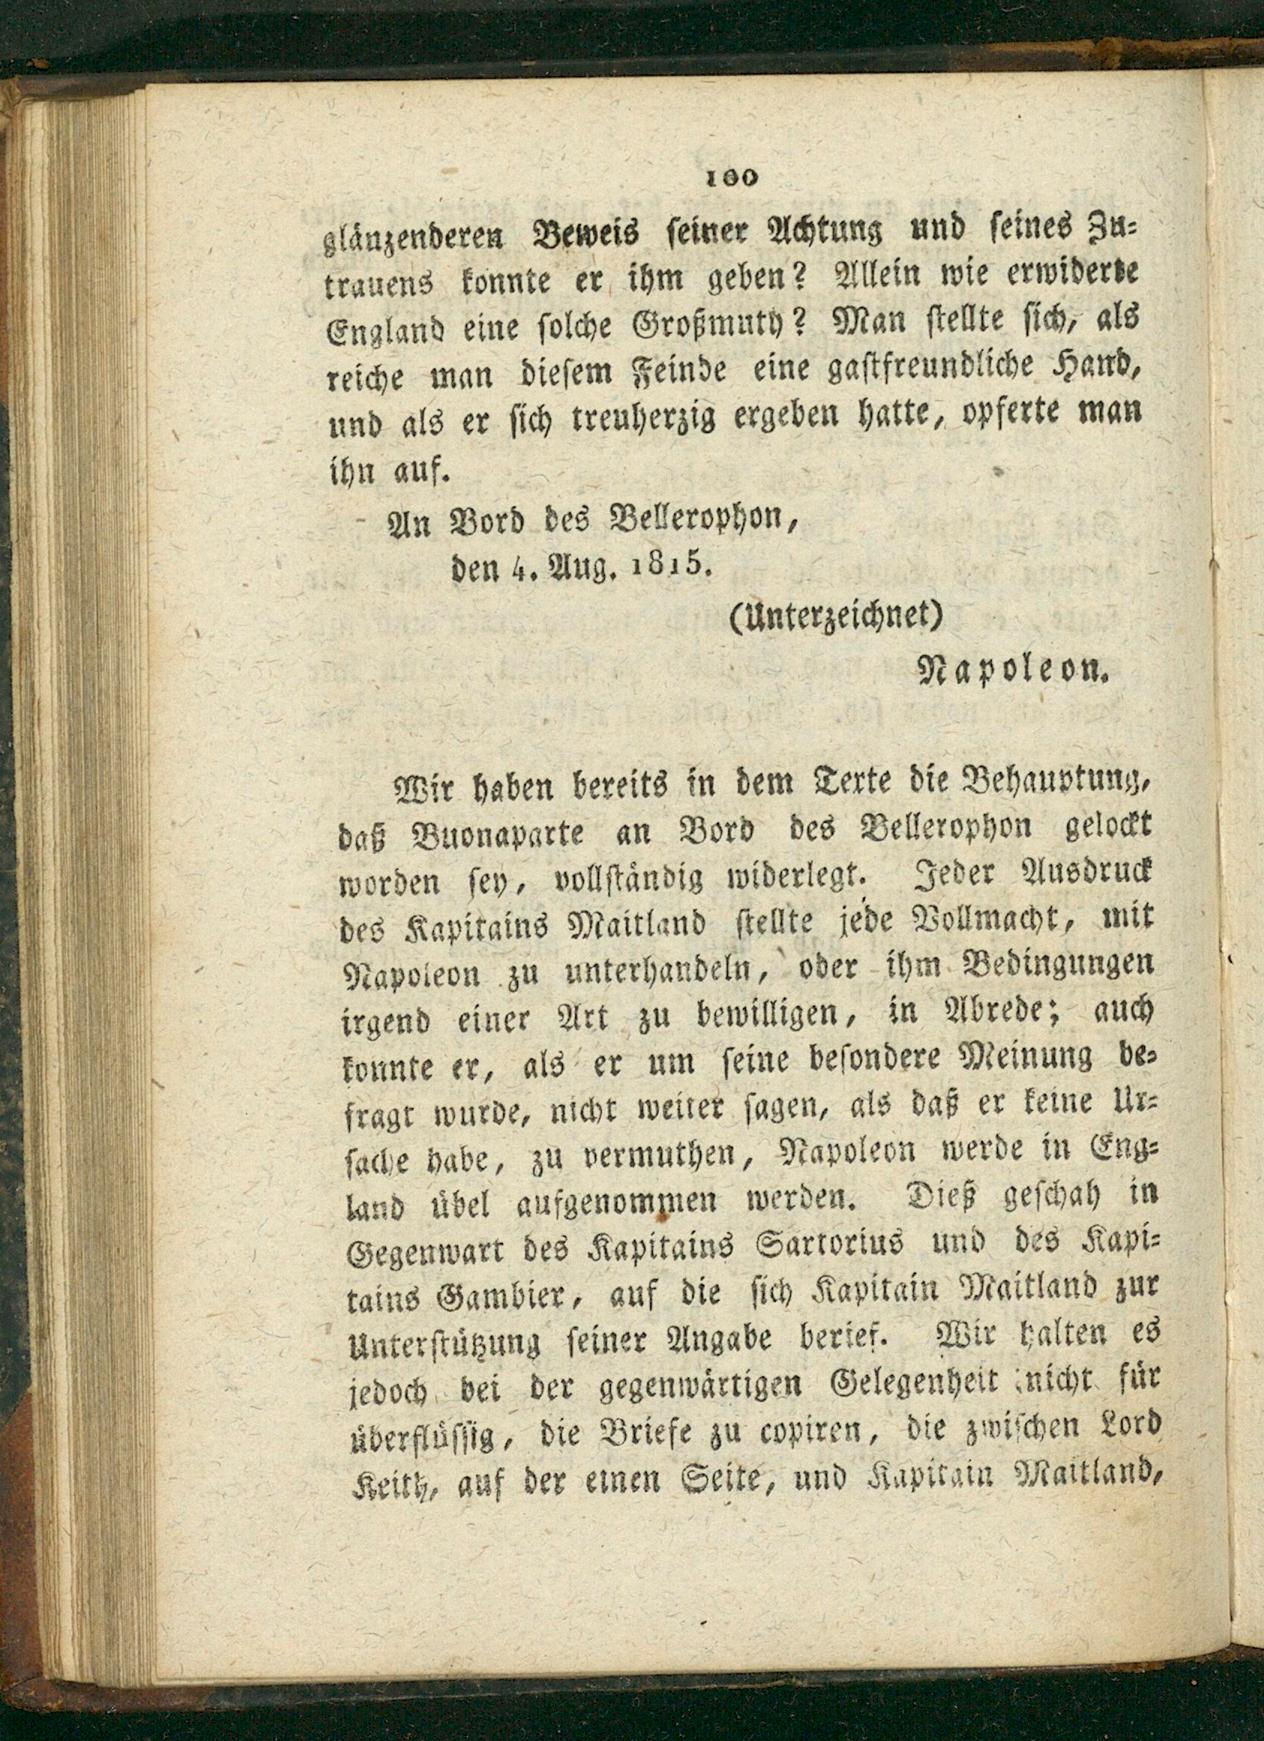 100
glänzenderen Beweis seiner Achtung und seines Zu-
trauens konnte er ihm geben? Allein wie erwiderte
England eine solche Großmuth? Man stellte sich, als
reiche man diesem Feinde eine gastfreundliche Hand,
und als er sich treuherzig ergeben hatte, opferte man
ihn auf.
An Bord des Bellerophon,
den 4. Aug. 1815.
(Unterzeichnet)
Napoleon.
Wir haben bereits in dem Texte die Behauptung,
daß Buonaparte an Bord des Bellerophon gelockt
worden sey, vollständig widerlegt. Jeder Ausdruck
des Kapitains Maitland stellte jede Vollmacht, mit
Napoleon zu unterhandeln, oder ihm Bedingungen
irgend einer Art zu bewilligen, in Abrede; auch
konnte er, als er um seine besondere Meinung be-
fragt wurde, nicht weiter sagen, als daß er keine Ur-
sache habe, zu vermuthen, Napoleon werde in Eng-
land übel aufgenommen werden. Dieß geschah in
Gegenwart des Kapitains Sartorius und des Kapi-
tains Gambier, auf die sich Kapitain Maitland zur
Unterstützung seiner Angabe berief. Wir halten es
jedoch bei der gegenwärtigen Gelegenheit nicht für
überflüssig, die Briefe zu copiren, die zwischen Lord
Keith, auf der einen Seite, und Kapitain Maitland,